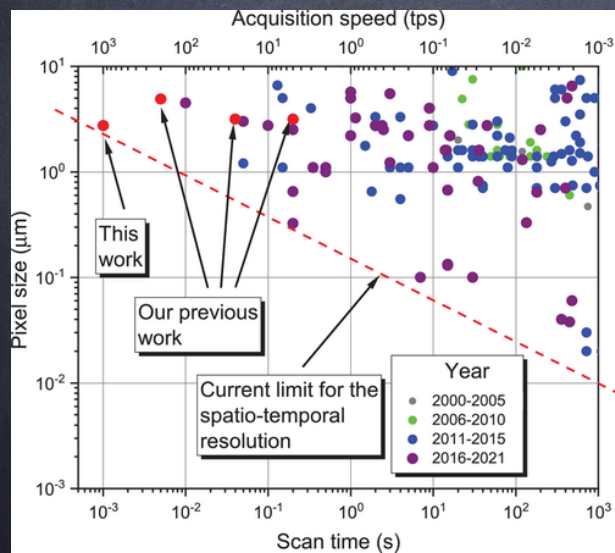 Acquisition speed (tps)
10³ 10² 10¹ 10⁰ 10⁻¹ 10⁻² 10⁻³
10¹
10⁰
10⁻¹
10⁻²
10⁻³
Pixel size (μm)
This
work
Our previous
work
Current limit for the
spatio-temporal
resolution
Year
2000-2005
2006-2010
2011-2015
2016-2021
10⁻³ 10⁻² 10⁻¹ 10⁰ 10¹ 10² 10³
Scan time (s)